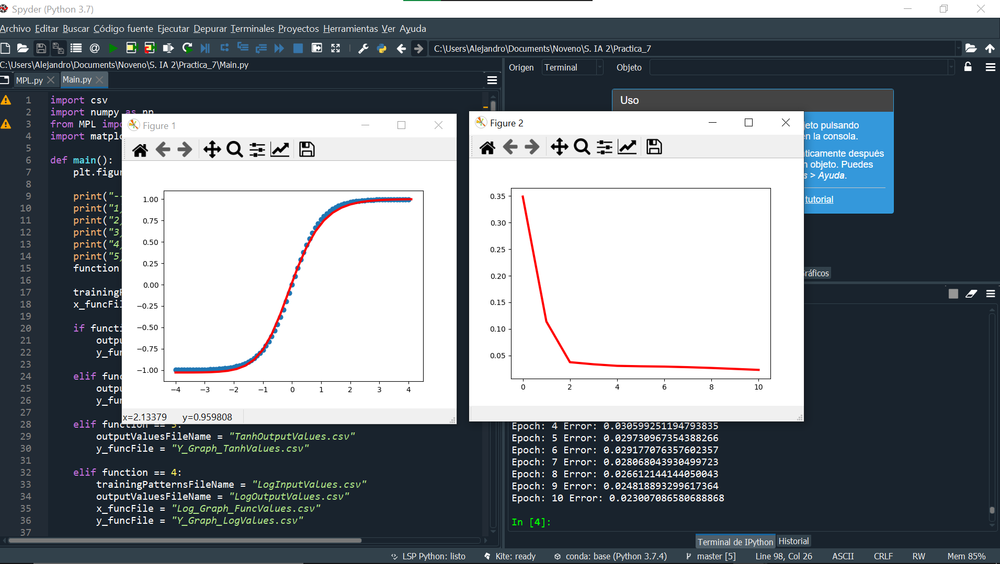 Spyder (Python 3.7)
Archivo Editar Buscar Código fuente Ejecutar Depurar Terminales Proyectos Herramientas Ver Ayuda
C:\Users\Alejandro\Documents\Noveno\S. IA 2\Practica_7
C:\Users\Alejandro\Documents\Noveno\S. IA 2\Practica_7\Main.py
MPL.py
Main.py
1 import csv
2 import numpy as np
3 from MPL impo
4 import matplo
5
6 def main():
7 plt.figur
8
9 print("--
10 print("1
11 print("2
12 print("3
13 print("4
14 print("5
15 function
16
17 training
18 x_funcFil
19
20 if functi
21 outpu
22 y_fun
23
24 elif func
25 outpu
26 y_fun
27
28 elif function == 3:
29 outputValuesFileName = "TanhOutputValues.csv"
30 y_funcFile = "Y_Graph_TanhValues.csv"
31
32 elif function == 4:
33 trainingPatternsFileName = "LogInputValues.csv"
34 outputValuesFileName = "LogOutputValues.csv"
35 x_funcFile = "Log_Graph_FuncValues.csv"
36 y_funcFile = "Y_Graph_LogValues.csv"
37
Figure 1
1.00
0.75
0.50
0.25
0.00
−0.25
−0.50
−0.75
−1.00
−4 −3 −2 −1 0 1 2 3 4
x=2.13379 y=0.959808
Figure 2
0.35
0.30
0.25
0.20
0.15
0.10
0.05
0 2 4 6 8 10
Origen Terminal Objeto
Uso
jeto pulsando
en la consola.
ticamente después
n objeto. Puedes
s > Ayuda.
tutorial
ráficos
Epoch: 4 Error: 0.030599251194793835
Epoch: 5 Error: 0.029730967354388266
Epoch: 6 Error: 0.029177076357602357
Epoch: 7 Error: 0.028068043930499723
Epoch: 8 Error: 0.026612144144050043
Epoch: 9 Error: 0.024818893299617364
Epoch: 10 Error: 0.023007086580688868
In [4]:
Terminal de IPython Historial
LSP Python: listo Kite: ready conda: base (Python 3.7.4) master [5] Line 98, Col 26 ASCII CRLF RW Mem 85%